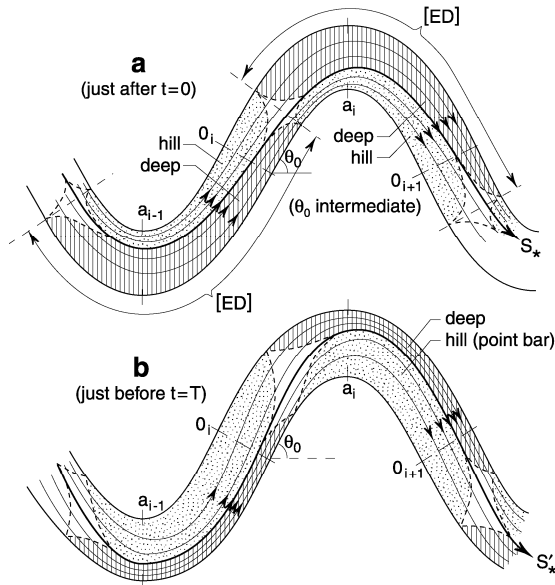 [ED]
a
(just after t=0)
a_i
0_i
hill
deep
θ_0
deep
hill
0_{i+1}
a_{i-1}
(θ_0 intermediate)
S_*
[ED]
deep
hill (point bar)
b
(just before t=T)
a_i
0_i
θ_0
0_{i+1}
a_{i-1}
S'_*